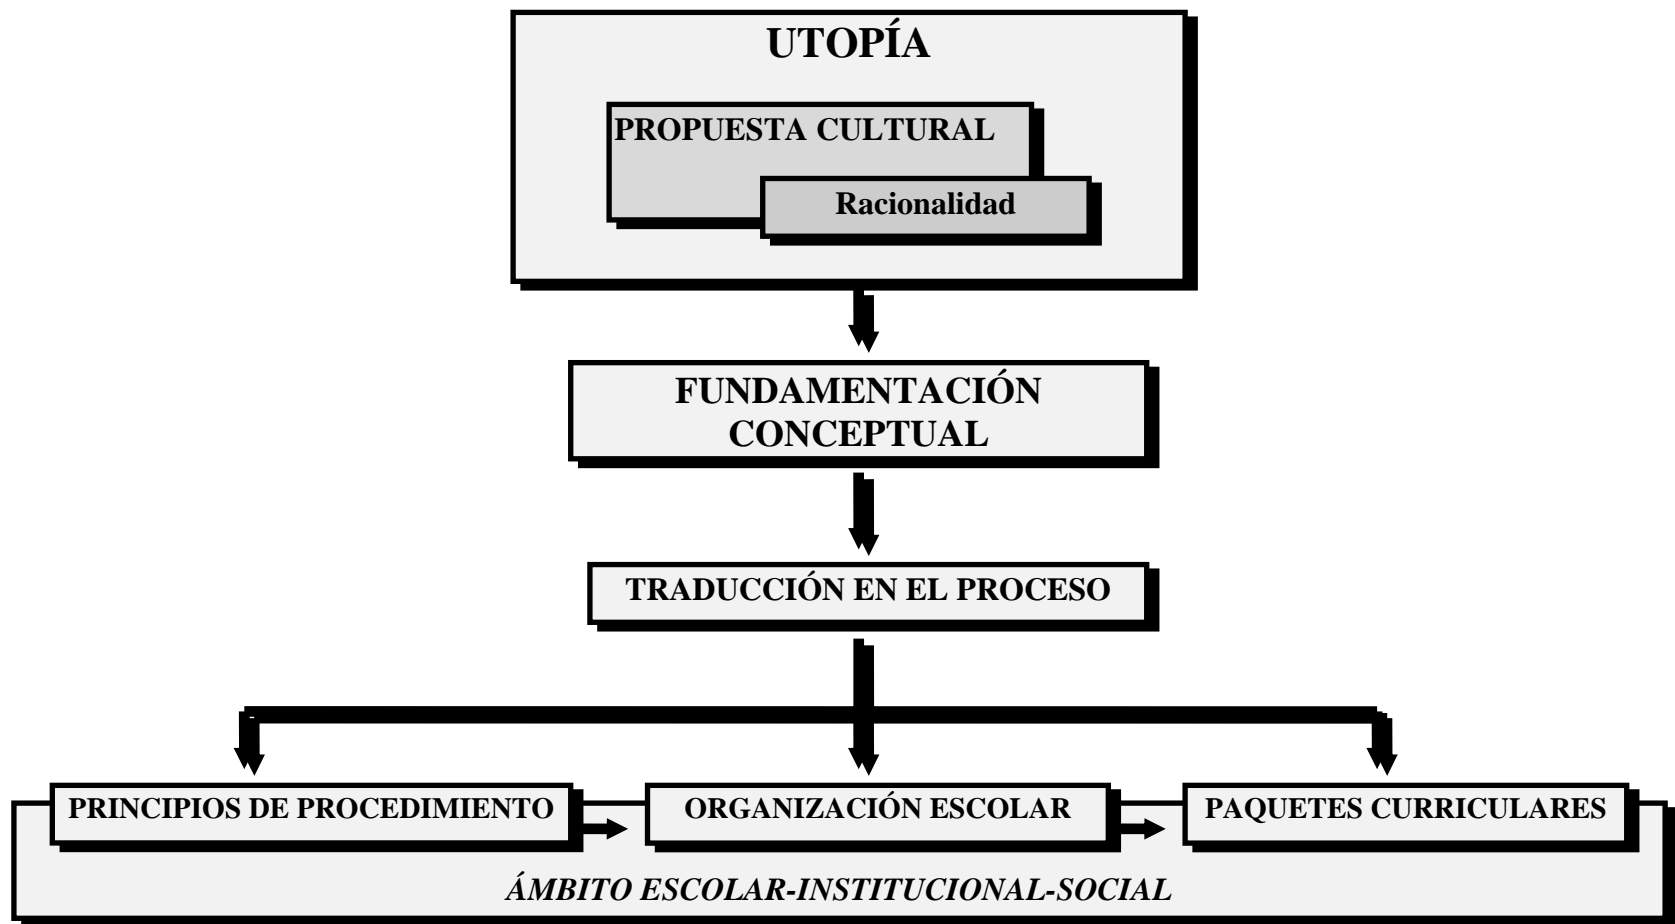 UTOPÍA
PROPUESTA CULTURAL
Racionalidad
FUNDAMENTACIÓN
CONCEPTUAL
TRADUCCIÓN EN EL PROCESO
PRINCIPIOS DE PROCEDIMIENTO
ORGANIZACIÓN ESCOLAR
PAQUETES CURRICULARES
ÁMBITO ESCOLAR-INSTITUCIONAL-SOCIAL